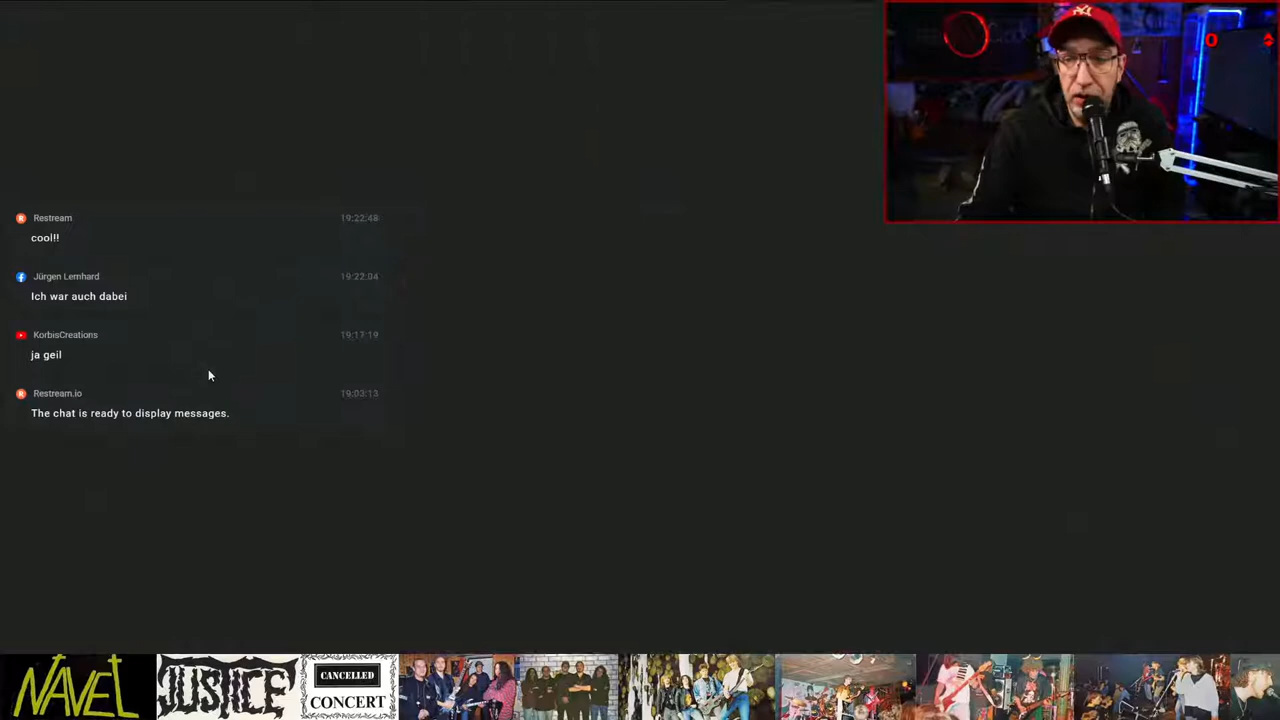 Restream 19:22:48
cool!!
Jürgen Lernhard 19:22:04
Ich war auch dabei
KorbisCreations 19:17:19
ja geil
Restream.io 19:03:13
The chat is ready to display messages.
NAVEL
JUSTICE
CANCELLED
CONCERT